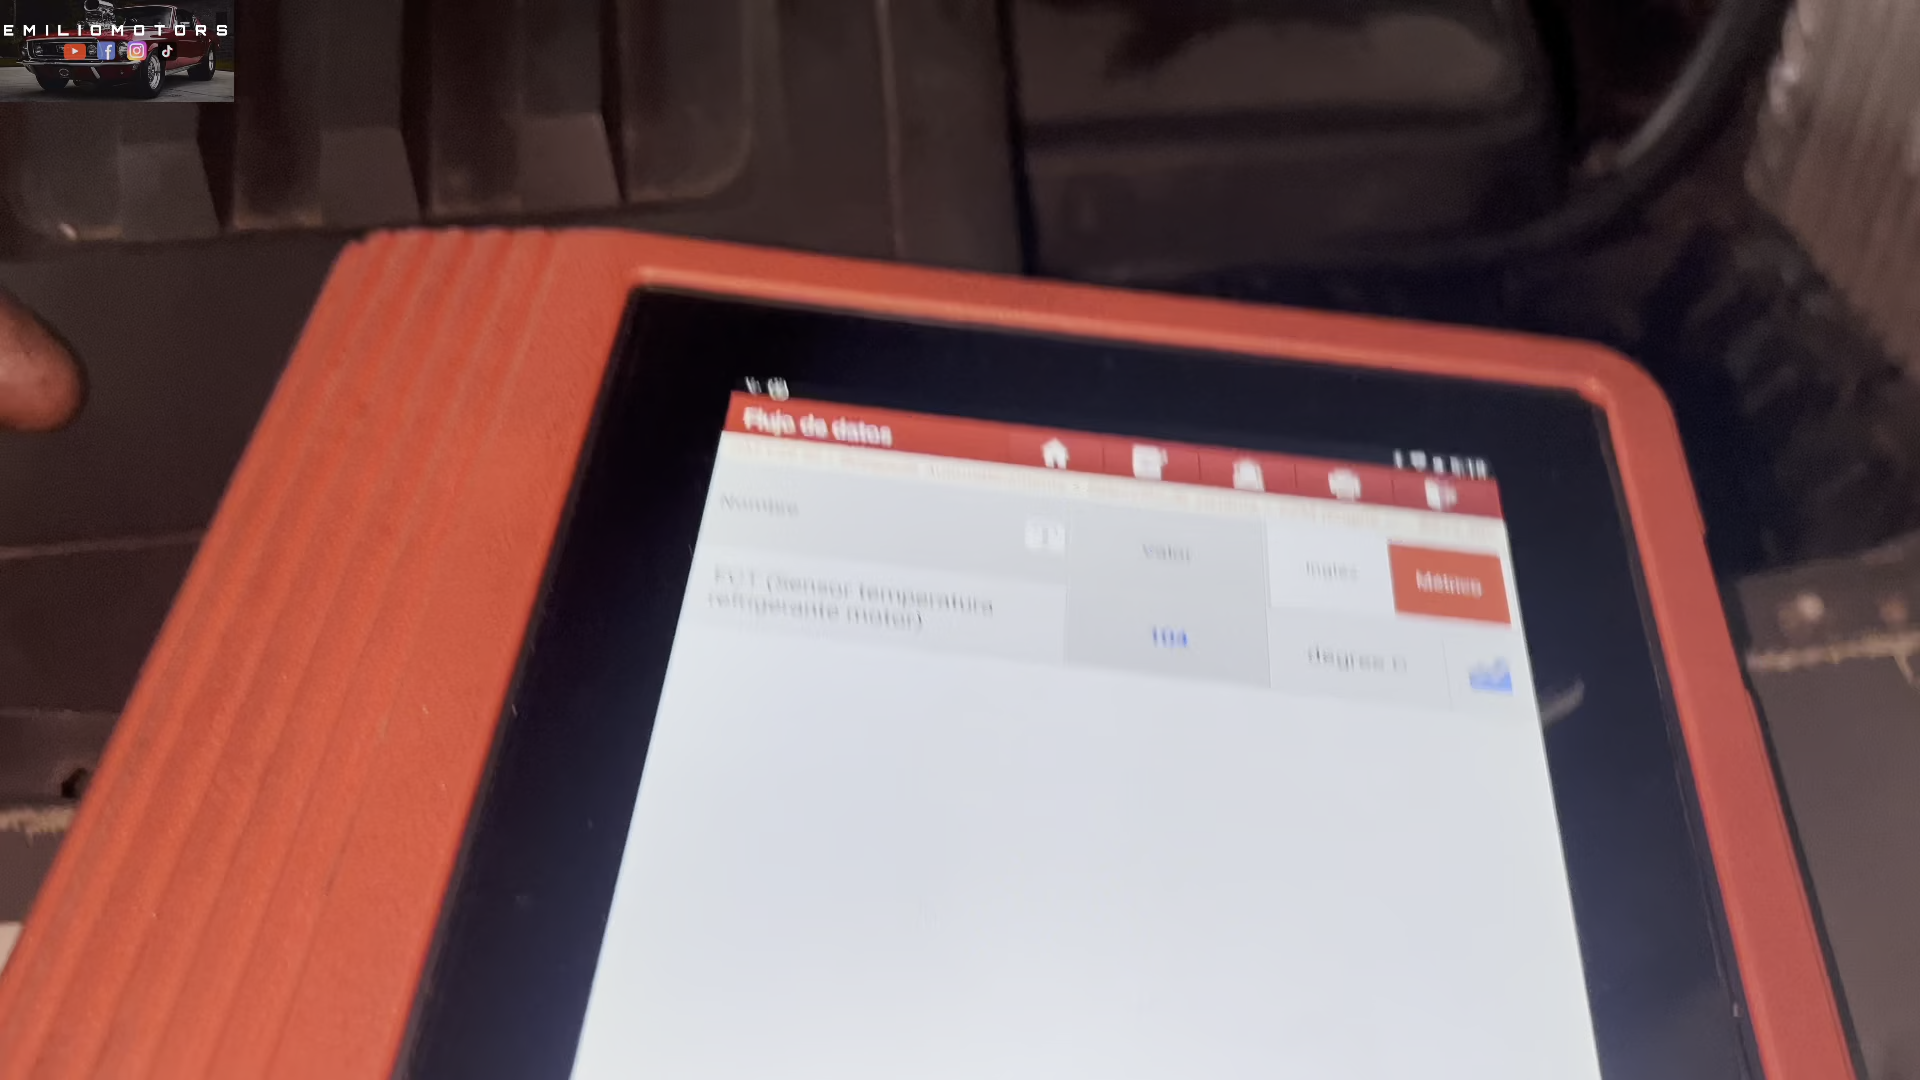 EMILIOMOTORS
Flujo de datos
Nombre
Valor
Inglés
Métrico
ECT (Sensor temperatura
refrigerante motor)
104
degree C